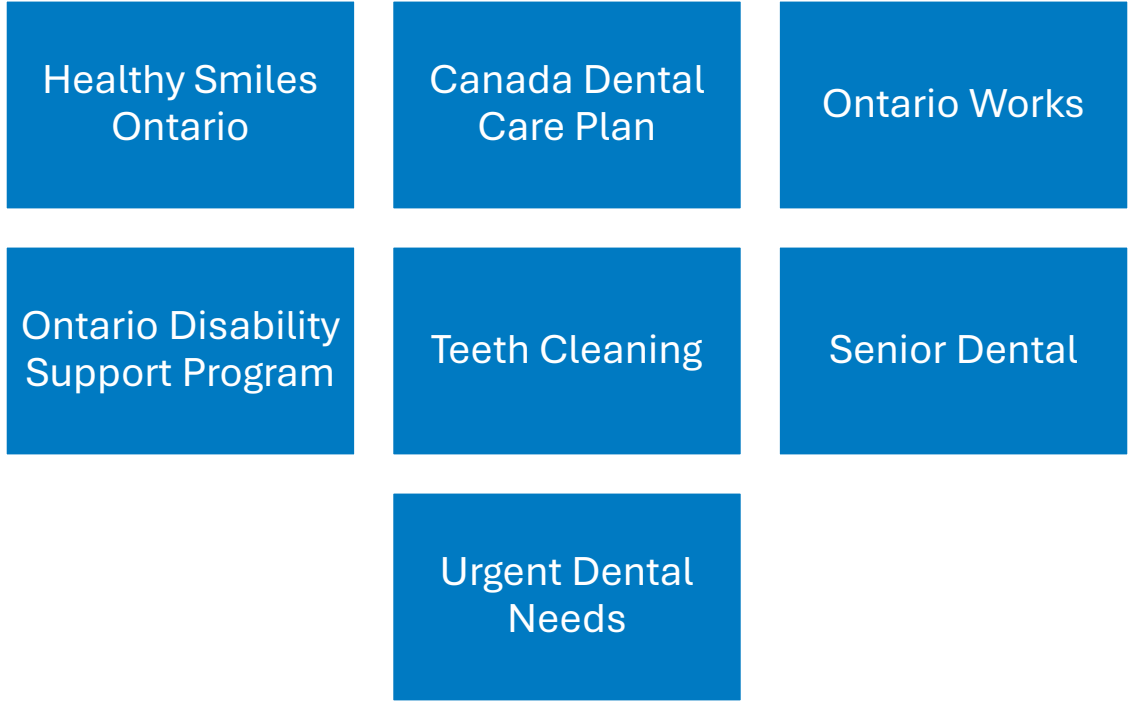 Healthy Smiles
Ontario
Canada Dental
Care Plan
Ontario Works
Ontario Disability
Support Program
Teeth Cleaning
Senior Dental
Urgent Dental
Needs